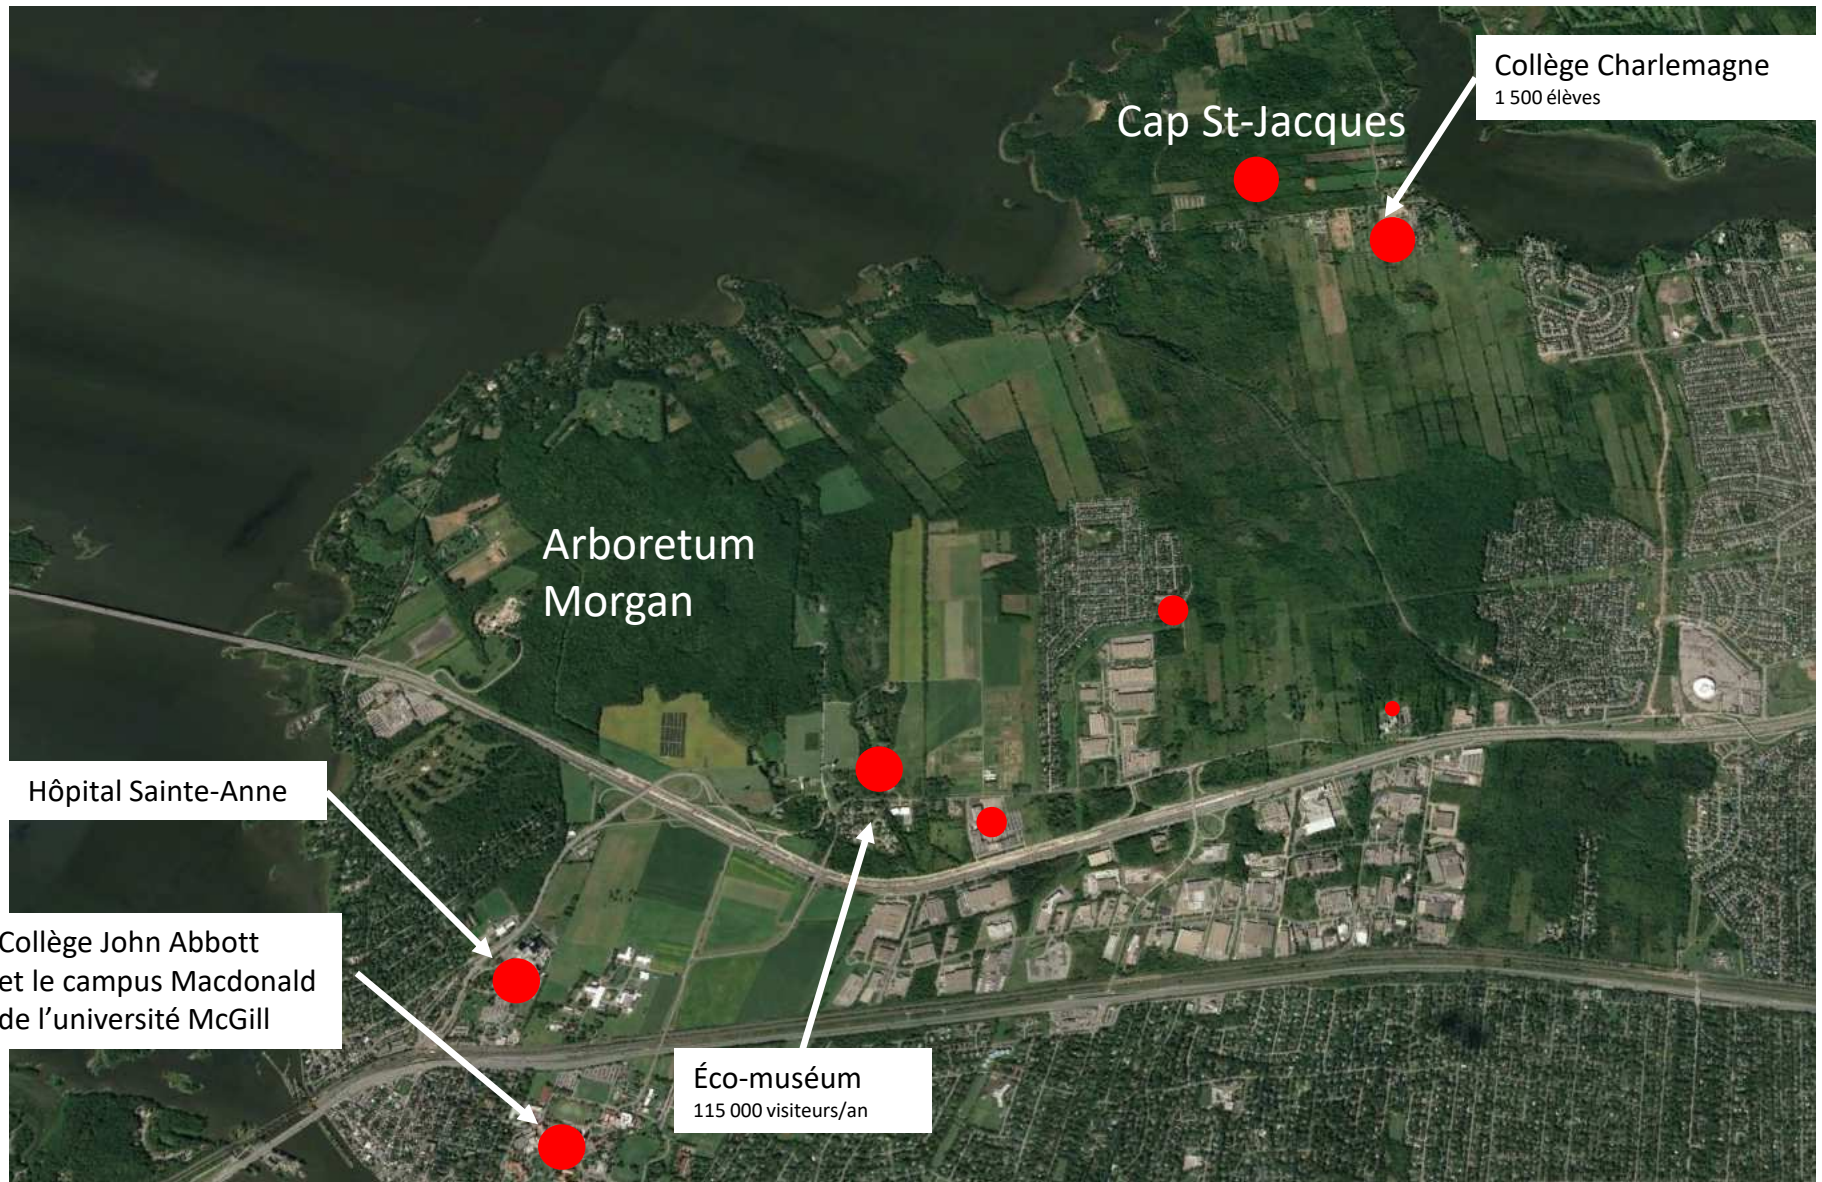 Collège Charlemagne
1 500 élèves
Cap St-Jacques
Arboretum
Morgan
Hôpital Sainte-Anne
Collège John Abbott
et le campus Macdonald
de l’université McGill
Éco-muséum
115 000 visiteurs/an